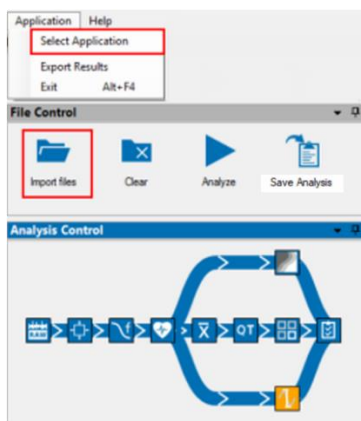 Application Help
Select Application
Export Results
Exit Alt+F4
File Control
Import files Clear Analyze Save Analysis
Analysis Control
RAW f X QT